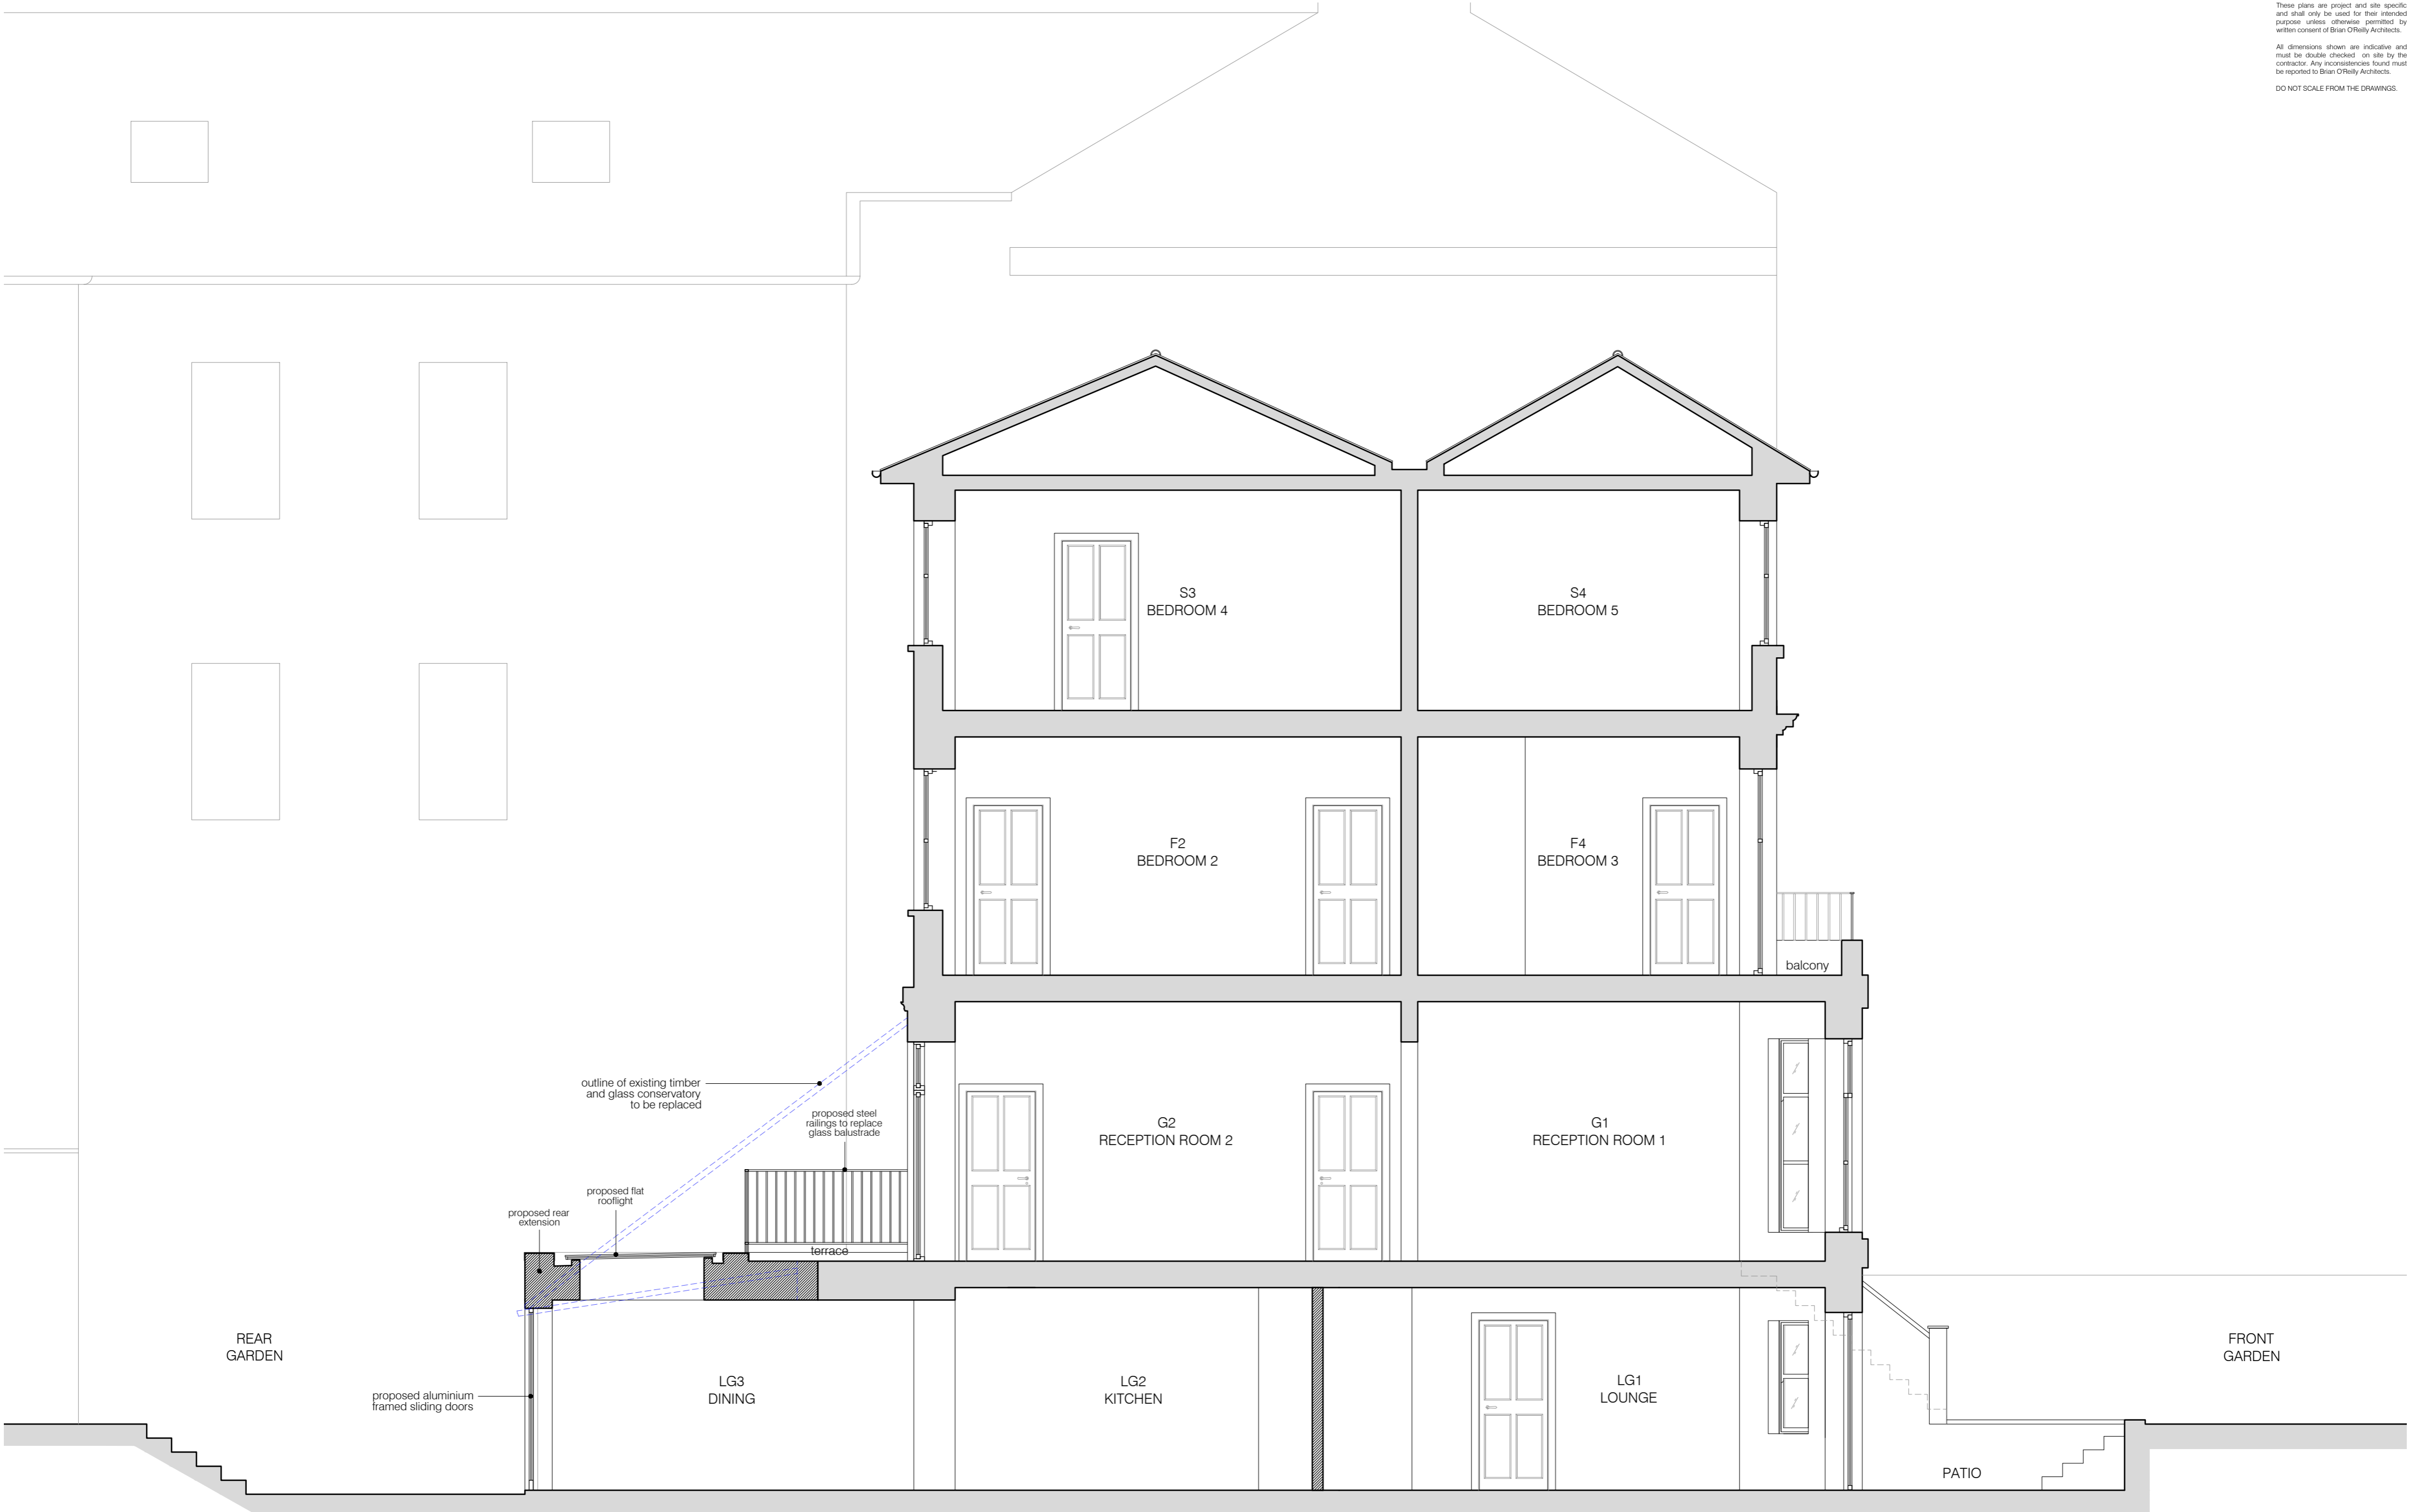 These plans are project and site specific
and shall only be used for their intended
purpose unless otherwise permitted by
written consent of Brian O'Reilly Architects.
All dimensions shown are indicative and
must be double checked on site by the
contractor. Any inconsistencies found must
be reported to Brian O'Reilly Architects.
DO NOT SCALE FROM THE DRAWINGS.
S3
BEDROOM 4
S4
BEDROOM 5
F2
BEDROOM 2
F4
BEDROOM 3
balcony
outline of existing timber
and glass conservatory
to be replaced
proposed steel
railings to replace
glass balustrade
G2
RECEPTION ROOM 2
G1
RECEPTION ROOM 1
proposed flat
rooflight
proposed rear
extension
terrace
REAR
GARDEN
FRONT
GARDEN
proposed aluminium
framed sliding doors
LG3
DINING
LG2
KITCHEN
LG1
LOUNGE
PATIO